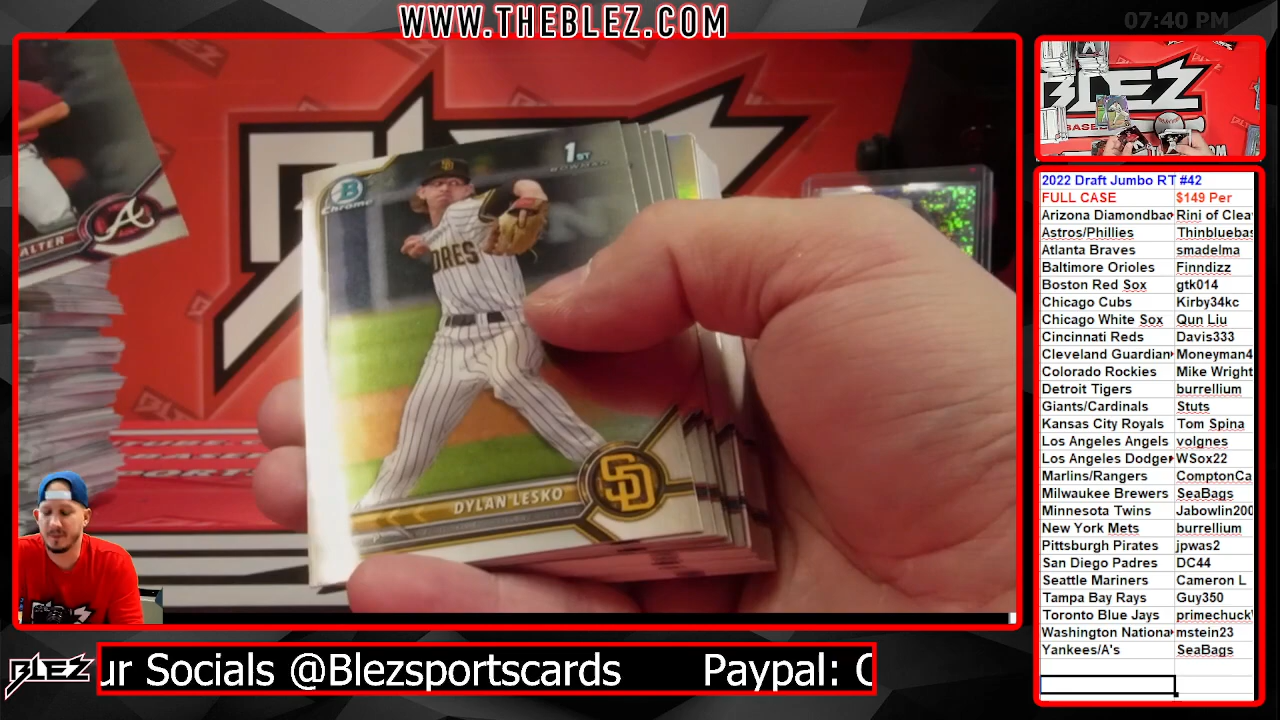 WWW.THEBLEZ.COM
07:40 PM
1ST
BOWMAN
B
Chrome
SD
PADRES
SD
DYLAN LESKO
A
ALTER
BLEZ
BASE
2022 Draft Jumbo RT #42
FULL CASE $149 Per
Arizona Diamondbac Rini of Clea
Astros/Phillies Thinbluebas
Atlanta Braves smadelma
Baltimore Orioles Finndizz
Boston Red Sox gtk014
Chicago Cubs Kirby34kc
Chicago White Sox Qun Liu
Cincinnati Reds Davis333
Cleveland Guardian Moneyman4
Colorado Rockies Mike Wright
Detroit Tigers burrellium
Giants/Cardinals Stuts
Kansas City Royals Tom Spina
Los Angeles Angels volgnes
Los Angeles Dodger WSox22
Marlins/Rangers ComptonCa
Milwaukee Brewers SeaBags
Minnesota Twins Jabowlin200
New York Mets burrellium
Pittsburgh Pirates jpwas2
San Diego Padres DC44
Seattle Mariners Cameron L
Tampa Bay Rays Guy350
Toronto Blue Jays primechuck
Washington Nationa mstein23
Yankees/A's SeaBags
BLEZ
ur Socials @Blezsportscards Paypal: C